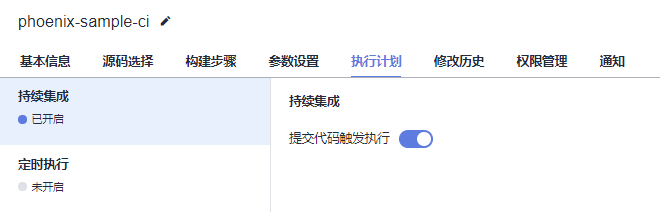 phoenix-sample-ci
基本信息 源码选择 构建步骤 参数设置 执行计划 修改历史 权限管理 通知
持续集成
已开启
定时执行
未开启
持续集成
提交代码触发执行